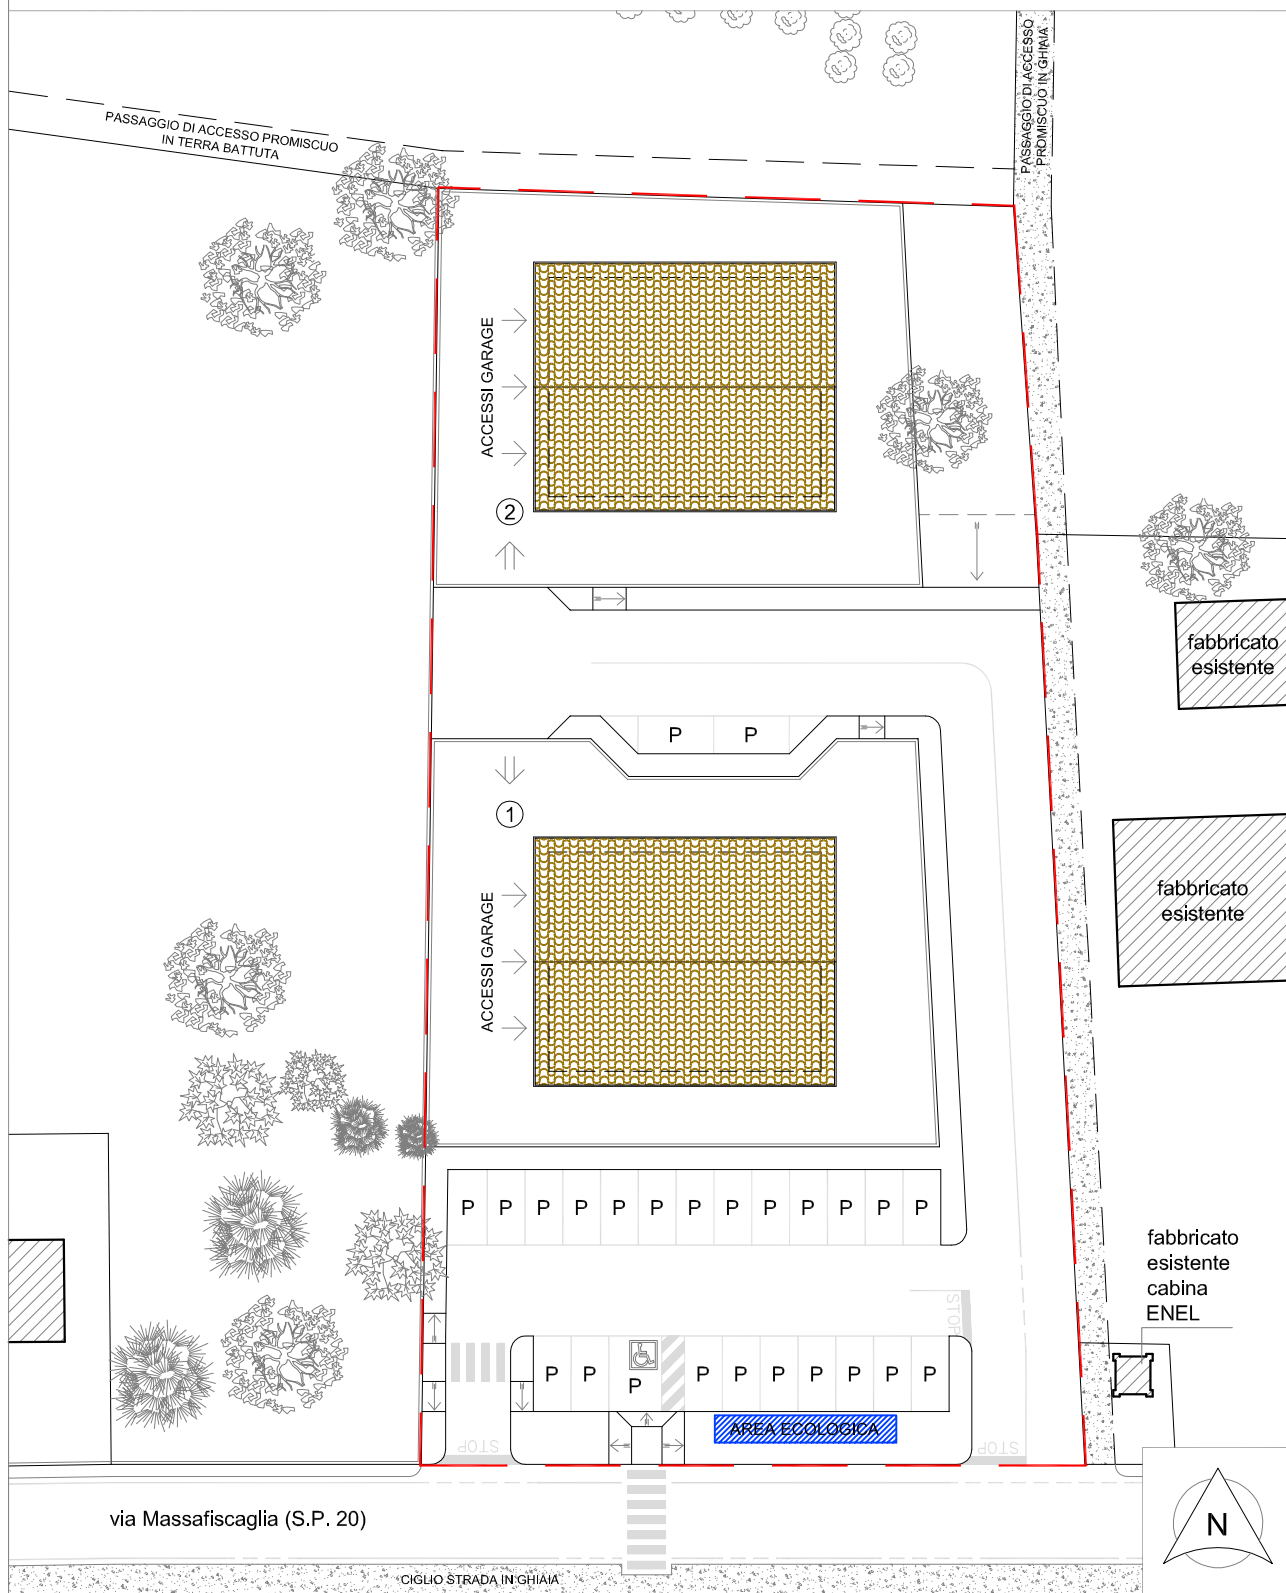 PASSAGGIO DI ACCESSO
PROMISCUO IN GHIAIA
PASSAGGIO DI ACCESSO PROMISCUO
IN TERRA BATTUTA
ACCESSI GARAGE
2
fabbricato
esistente
P P
1
ACCESSI GARAGE
fabbricato
esistente
P P P P P P P P P P P P P
fabbricato
esistente
cabina
ENEL
STOP
P P P P P P P P P P
AREA ECOLOGICA
STOP
STOP
via Massafiscaglia (S.P. 20)
N
CIGLIO STRADA IN GHIAIA